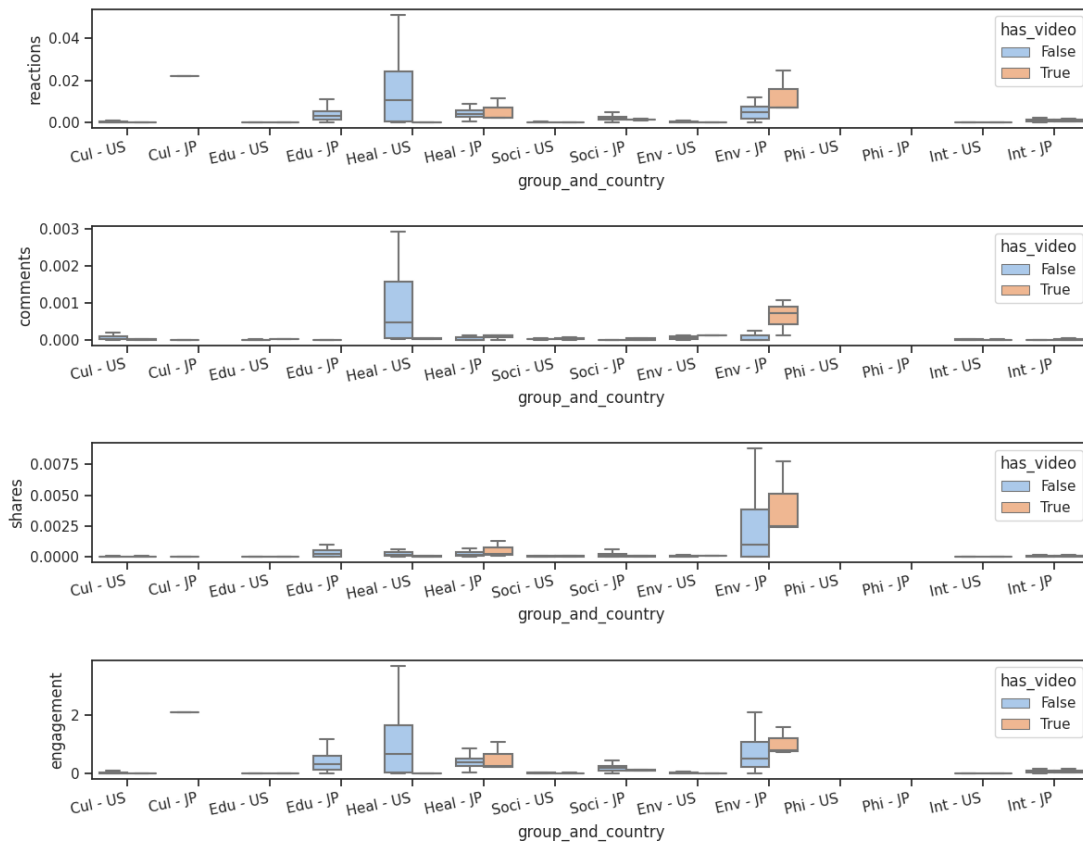 has_video
False
True
0.04
0.02
0.00
reactions
Cul - US Cul - JP Edu - US Edu - JP Heal - US Heal - JP Soci - US Soci - JP Env - US Env - JP Phi - US Phi - JP Int - US Int - JP
group_and_country
has_video
False
True
0.003
0.002
0.001
0.000
comments
Cul - US Cul - JP Edu - US Edu - JP Heal - US Heal - JP Soci - US Soci - JP Env - US Env - JP Phi - US Phi - JP Int - US Int - JP
group_and_country
has_video
False
True
0.0075
0.0050
0.0025
0.0000
shares
Cul - US Cul - JP Edu - US Edu - JP Heal - US Heal - JP Soci - US Soci - JP Env - US Env - JP Phi - US Phi - JP Int - US Int - JP
group_and_country
has_video
False
True
2
0
engagement
Cul - US Cul - JP Edu - US Edu - JP Heal - US Heal - JP Soci - US Soci - JP Env - US Env - JP Phi - US Phi - JP Int - US Int - JP
group_and_country